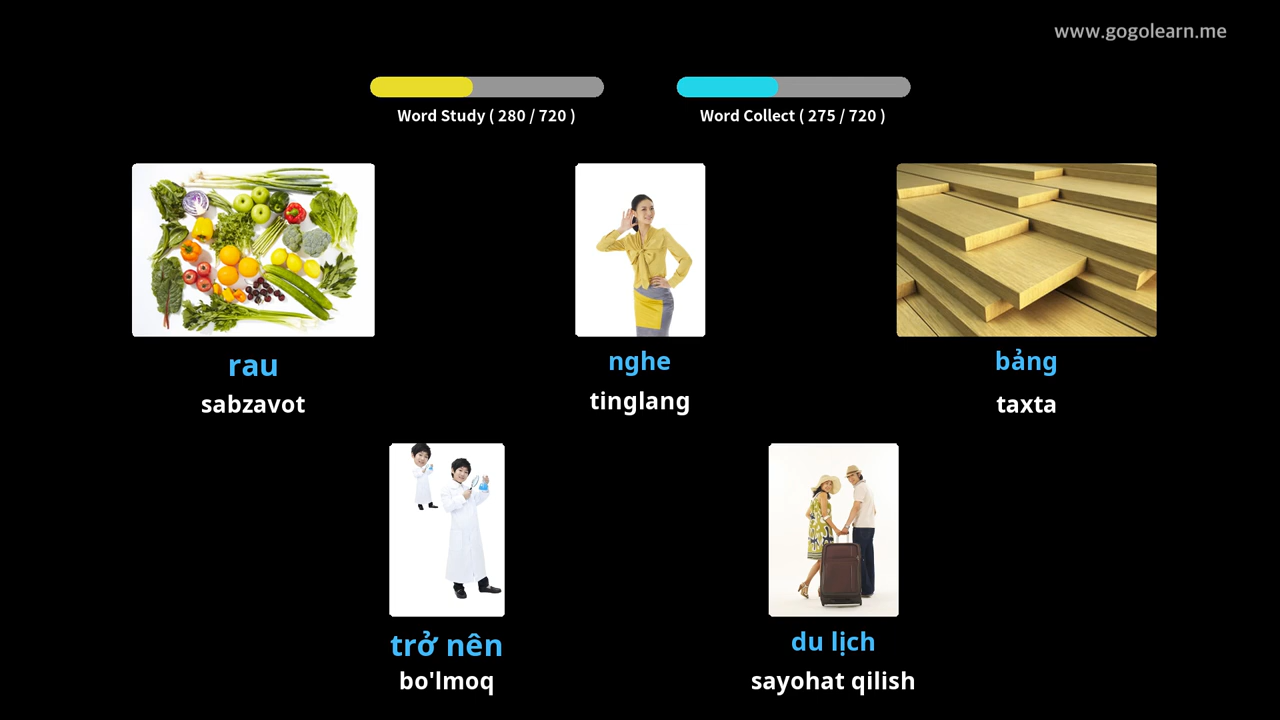 www.gogolearn.me
Word Study ( 280 / 720 )
Word Collect ( 275 / 720 )
rau
sabzavot
nghe
tinglang
bảng
taxta
trở nên
bo'lmoq
du lịch
sayohat qilish